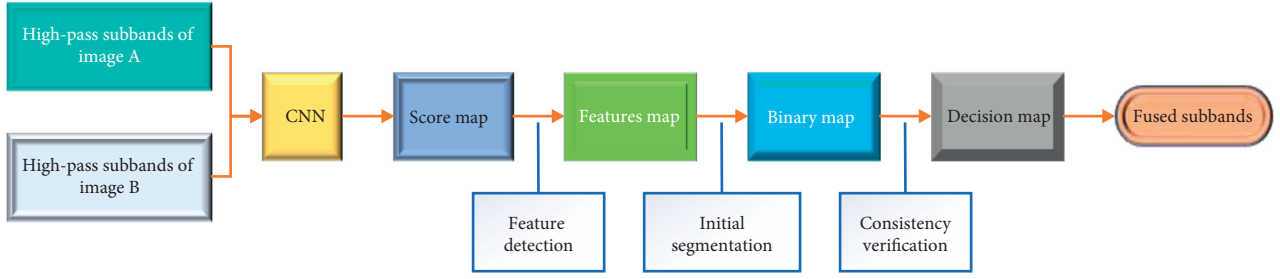 High-pass subbands of
image A
High-pass subbands of
image B
CNN
Score map
Features map
Binary map
Decision map
Fused subbands
Feature
detection
Initial
segmentation
Consistency
verification